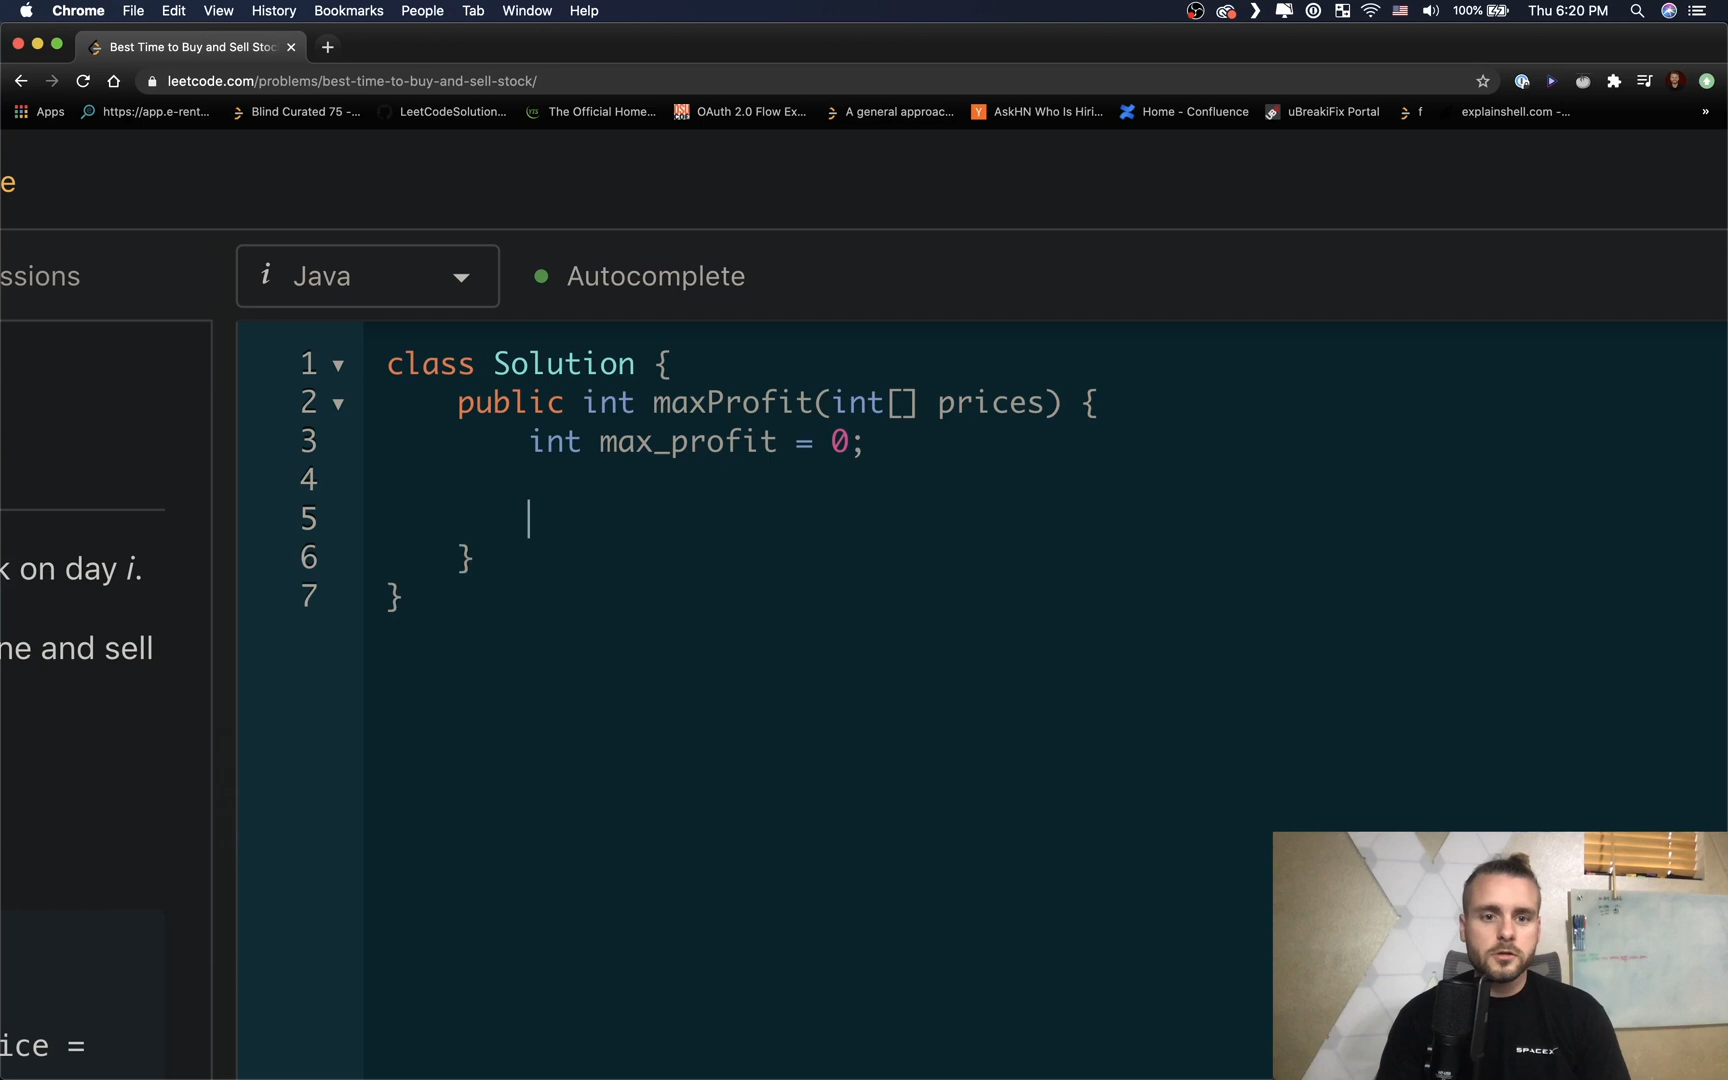 Chrome File Edit View History Bookmarks People Tab Window Help 100% Thu 6:20 PM
Best Time to Buy and Sell Stoc
leetcode.com/problems/best-time-to-buy-and-sell-stock/
Apps https://app.e-rent... Blind Curated 75 -... LeetCodeSolution... The Official Home... OAuth 2.0 Flow Ex... A general approac... AskHN Who Is Hiri... Home - Confluence uBreakiFix Portal f explainshell.com -... »
e
ssions
i Java Autocomplete
1 class Solution {
2 public int maxProfit(int[] prices) {
3 int max_profit = 0;
4
5
6 }
7 }
k on day i.
ne and sell
ice =
SPACEX